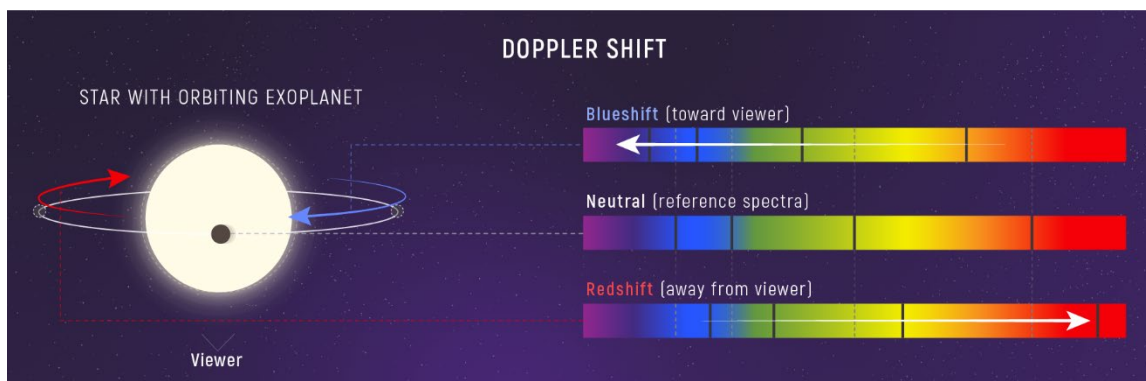 DOPPLER SHIFT
STAR WITH ORBITING EXOPLANET
Blueshift (toward viewer)
Neutral (reference spectra)
Redshift (away from viewer)
Viewer